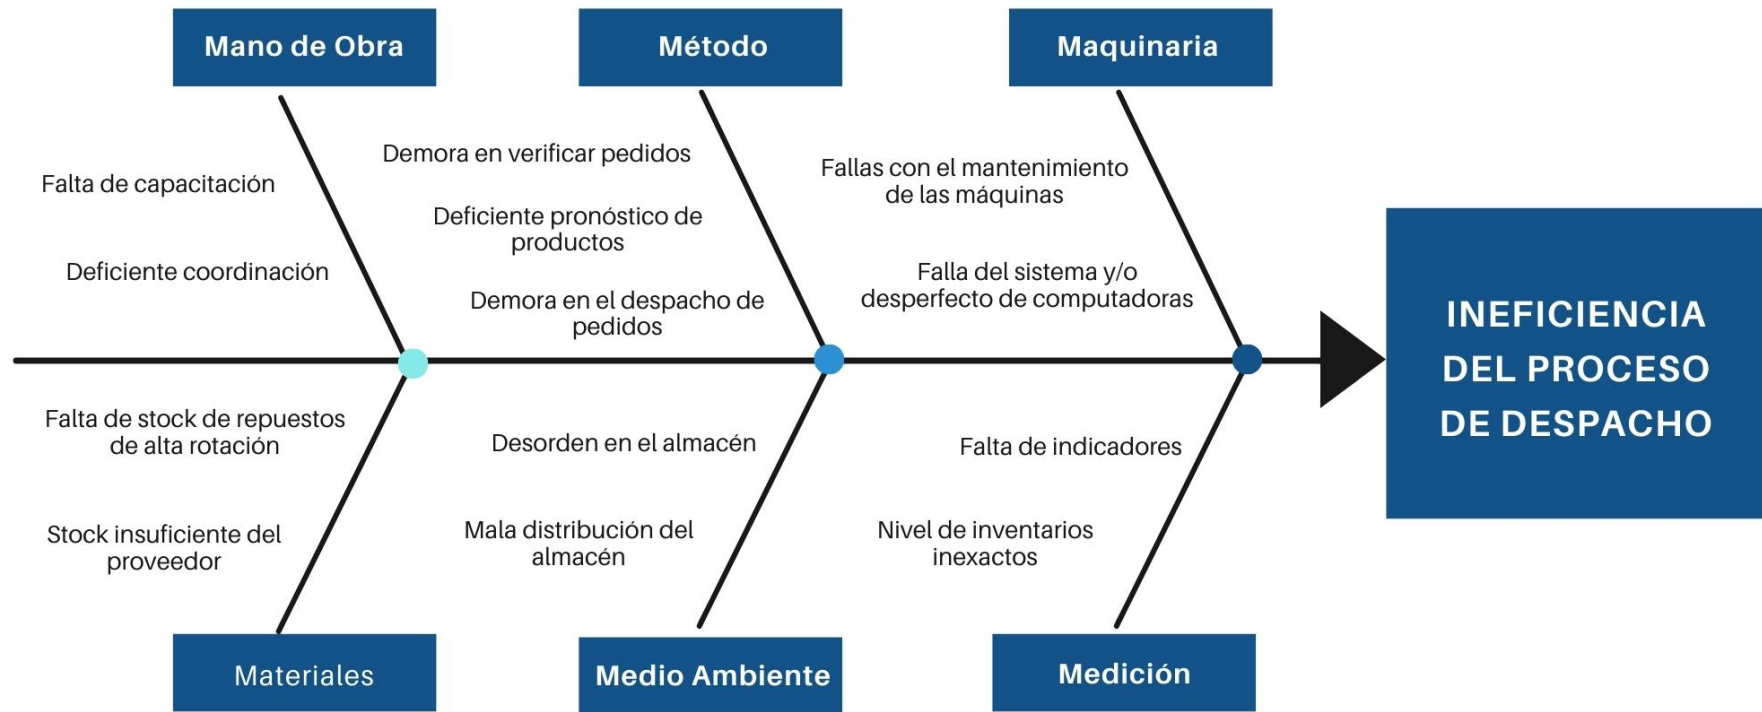 Mano de Obra
Método
Maquinaria
Falta de capacitación
Deficiente coordinación
Demora en verificar pedidos
Deficiente pronóstico de
productos
Demora en el despacho de
pedidos
Fallas con el mantenimiento
de las máquinas
Falla del sistema y/o
desperfecto de computadoras
INEFICIENCIA
DEL PROCESO
DE DESPACHO
Falta de stock de repuestos
de alta rotación
Stock insuficiente del
proveedor
Desorden en el almacén
Mala distribución del
almacén
Falta de indicadores
Nivel de inventarios
inexactos
Materiales
Medio Ambiente
Medición